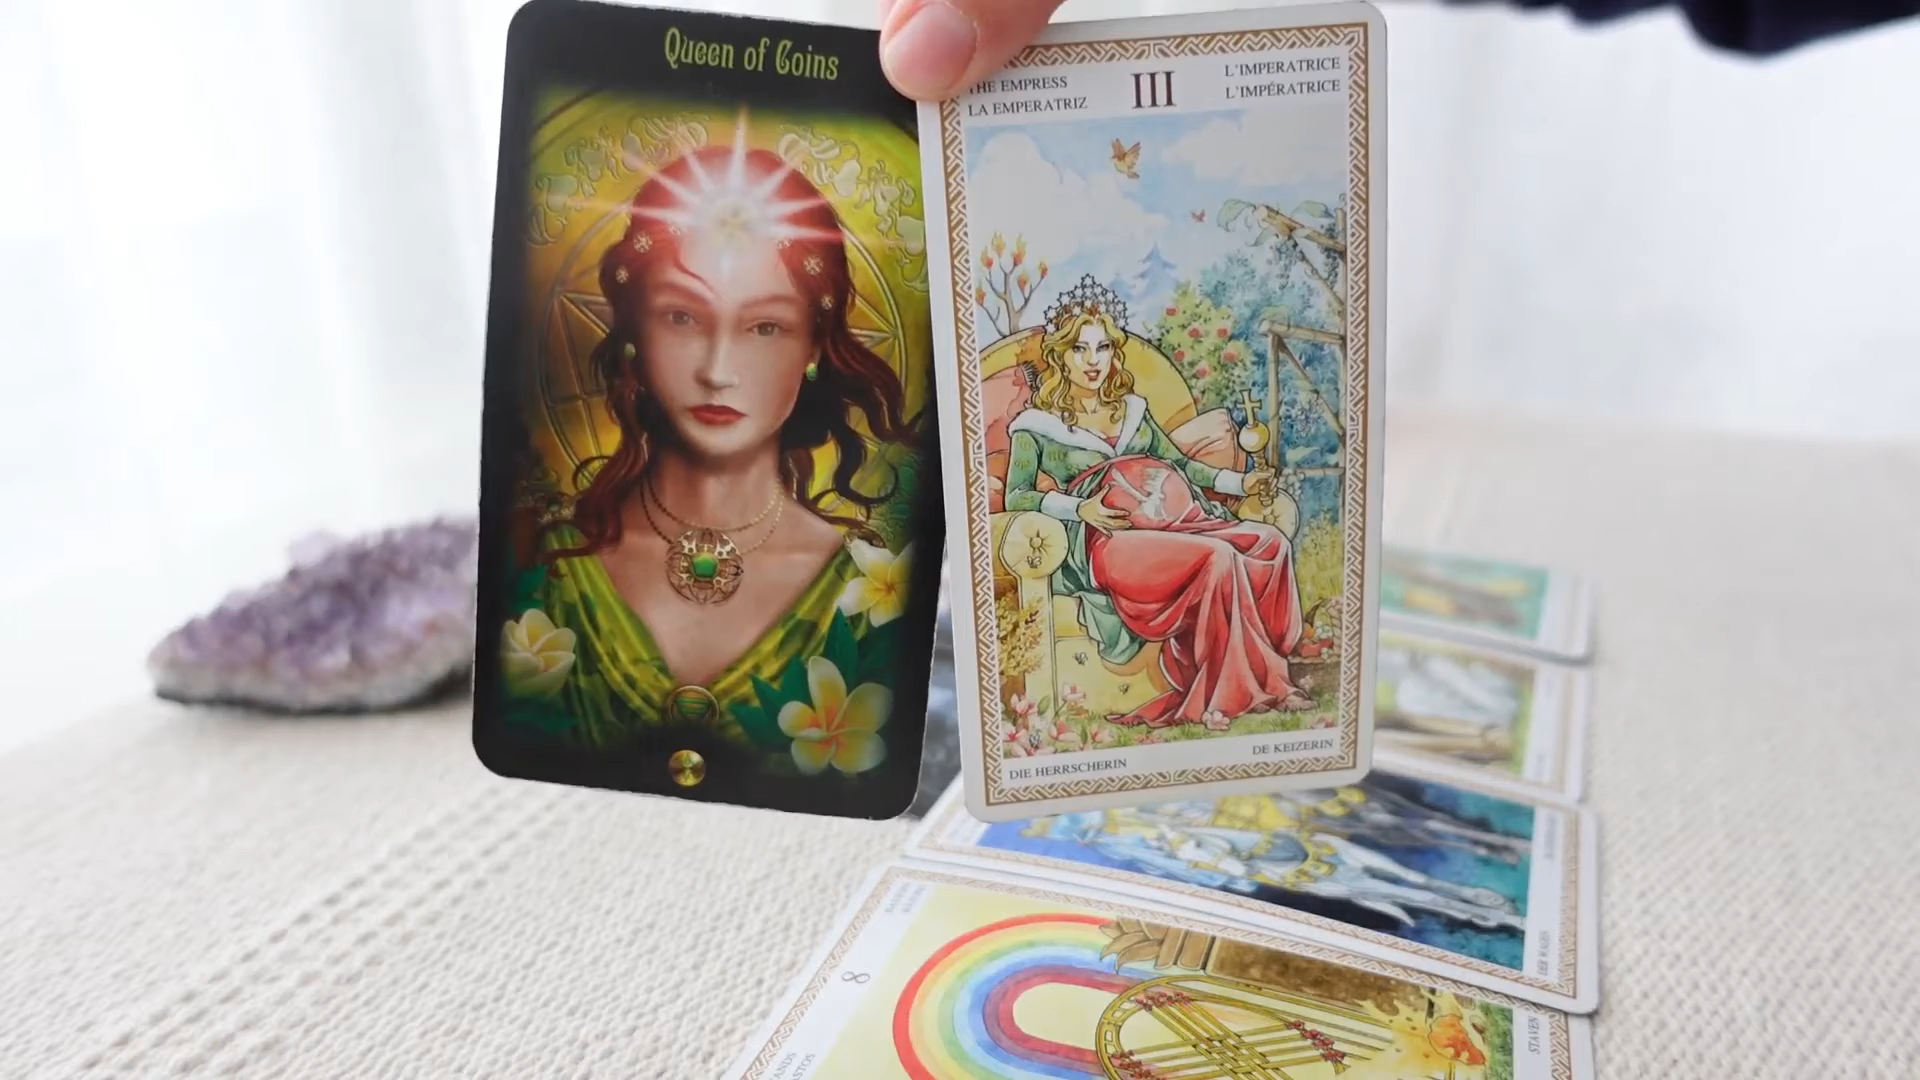 Queen of Coins
THE EMPRESS
LA EMPERATRIZ
III
L'IMPERATRICE
L'IMPÉRATRICE
DIE HERRSCHERIN
DE KEIZERIN
8
STAVEN